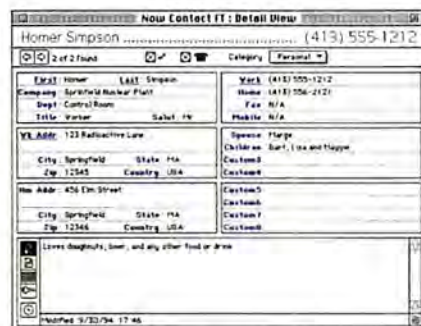 Now Contact FT : Detail View
Homer Simpson (413) 555-1212
2 of 2 found Category Personal
First Homer Last Simpson
Company Springfield Nuclear Plant
Dept Control Room
Title Worker Salut Mr
Work (413) 555-1212
Home (413) 556-2121
Fax N/A
Mobile N/A
Wk Addr 123 Radioactive Lane
City Springfield State MA
Zip 12345 Country USA
Spouse Marge
Children Bart, Lisa and Maggie
Custom3
Custom4
Hm Addr 456 Elm Street
City Springfield State MA
Zip 12346 Country USA
Custom5
Custom6
Custom7
Custom8
Loves doughnuts, beer, and any other food or drink
Modified 17:46